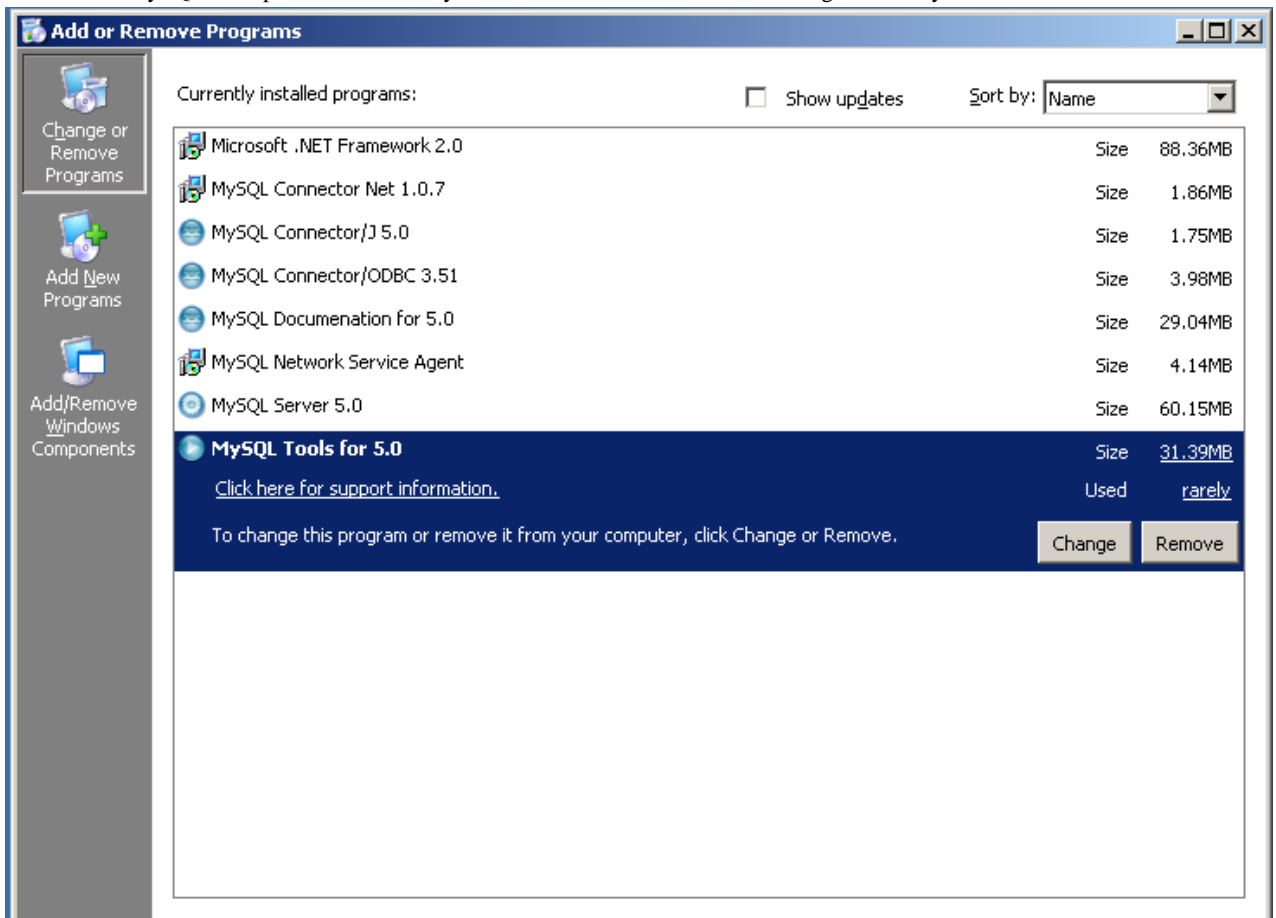 Add or Remove Programs
Currently installed programs:
Show updates
Sort by: Name
Change or
Remove
Programs
Add New
Programs
Add/Remove
Windows
Components
Microsoft .NET Framework 2.0 Size 88.36MB
MySQL Connector Net 1.0.7 Size 1.86MB
MySQL Connector/J 5.0 Size 1.75MB
MySQL Connector/ODBC 3.51 Size 3.98MB
MySQL Documenation for 5.0 Size 29.04MB
MySQL Network Service Agent Size 4.14MB
MySQL Server 5.0 Size 60.15MB
MySQL Tools for 5.0 Size 31.39MB
Click here for support information. Used rarely
To change this program or remove it from your computer, click Change or Remove. Change Remove